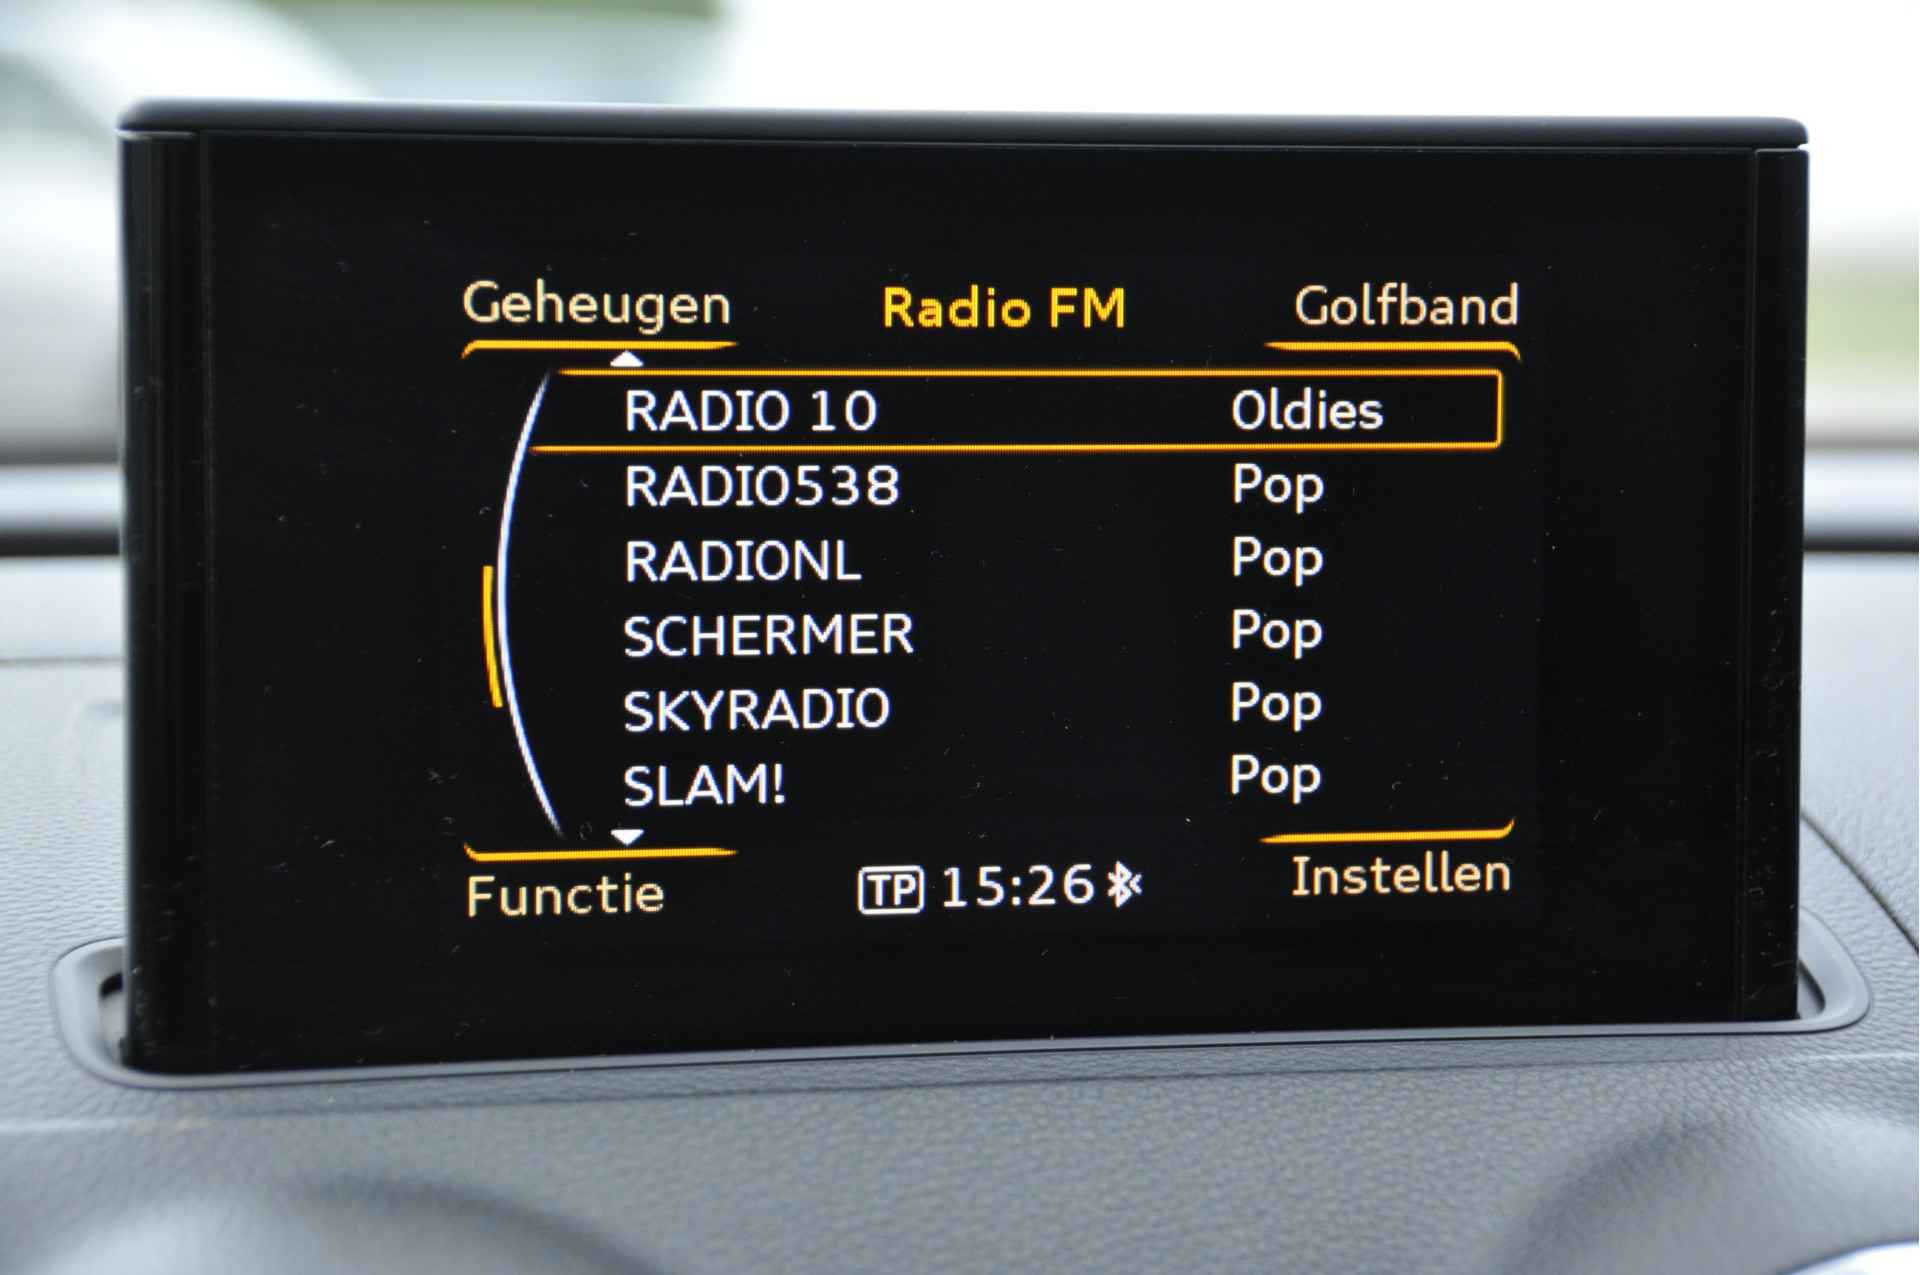 Geheugen Radio FM Golfband
RADIO 10 Oldies
RADIO538 Pop
RADIONL Pop
SCHERMER Pop
SKYRADIO Pop
SLAM! Pop
Functie TP 15:26 Instellen